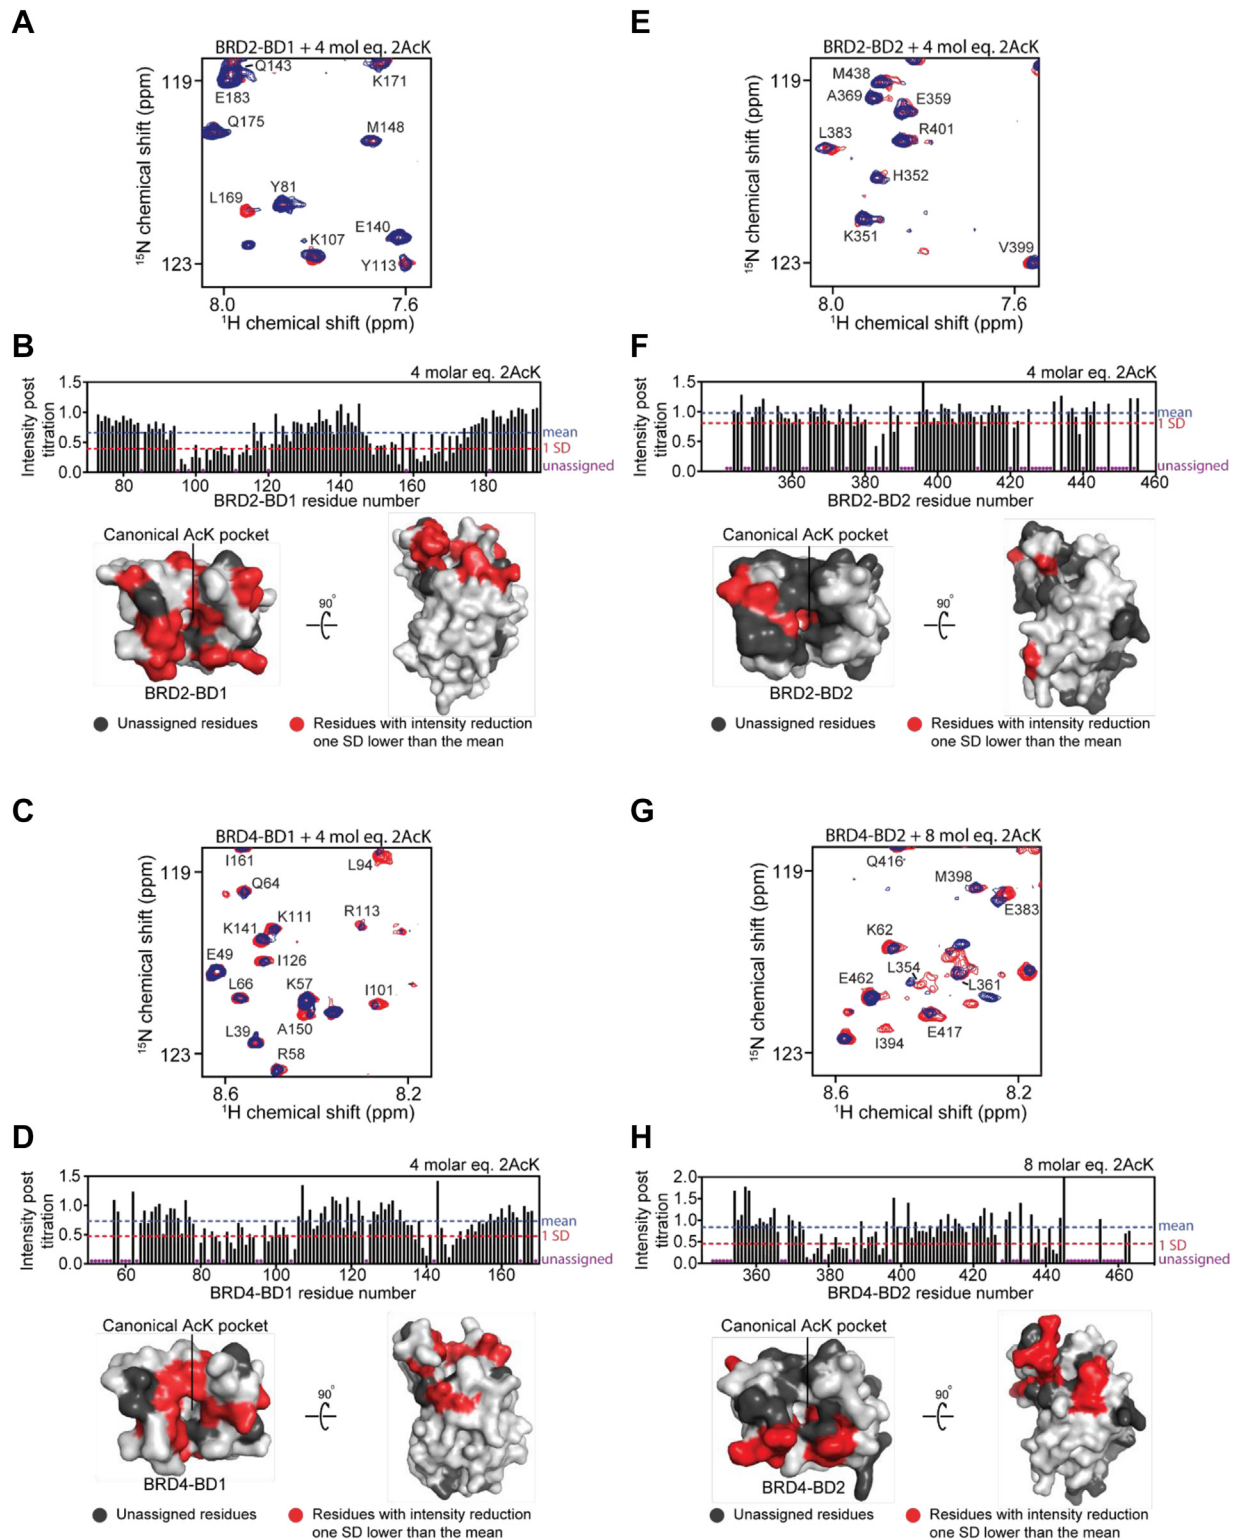 A
BRD2-BD1 + 4 mol eq. 2AcK
Q143
K171
119
E183
Q175
M148
L169
Y81
E140
K107
Y113
123
15N chemical shift (ppm)
8.0
7.6
1H chemical shift (ppm)
B
4 molar eq. 2AcK
Intensity post
titration
1.5
1.0
0.5
0.0
mean
1 SD
unassigned
80
100
120
140
160
180
BRD2-BD1 residue number
Canonical AcK pocket
90°
BRD2-BD1
Unassigned residues
Residues with intensity reduction
one SD lower than the mean
C
BRD4-BD1 + 4 mol eq. 2AcK
I161
L94
119
Q64
K111
R113
K141
E49
I126
L66
K57
I101
A150
L39
R58
123
15N chemical shift (ppm)
8.6
8.2
1H chemical shift (ppm)
D
4 molar eq. 2AcK
Intensity post
titration
1.5
1.0
0.5
0.0
mean
1 SD
unassigned
60
80
100
120
140
160
BRD4-BD1 residue number
Canonical AcK pocket
90°
BRD4-BD1
Unassigned residues
Residues with intensity reduction
one SD lower than the mean
E
BRD2-BD2 + 4 mol eq. 2AcK
119
M438
A369
E359
L383
R401
H352
K351
V399
123
15N chemical shift (ppm)
8.0
7.6
1H chemical shift (ppm)
F
4 molar eq. 2AcK
Intensity post
titration
1.5
1.0
0.5
0.0
mean
1 SD
unassigned
360
380
400
420
440
460
BRD2-BD2 residue number
Canonical AcK pocket
90°
BRD2-BD2
Unassigned residues
Residues with intensity reduction
one SD lower than the mean
G
BRD4-BD2 + 8 mol eq. 2AcK
Q416
119
M398
E383
K62
L354
E462
L361
E417
I394
123
15N chemical shift (ppm)
8.6
8.2
1H chemical shift (ppm)
H
8 molar eq. 2AcK
Intensity post
titration
2.0
1.5
1.0
0.5
0.0
mean
1 SD
unassigned
360
380
400
420
440
460
BRD4-BD2 residue number
Canonical AcK pocket
90°
BRD4-BD2
Unassigned residues
Residues with intensity reduction
one SD lower than the mean